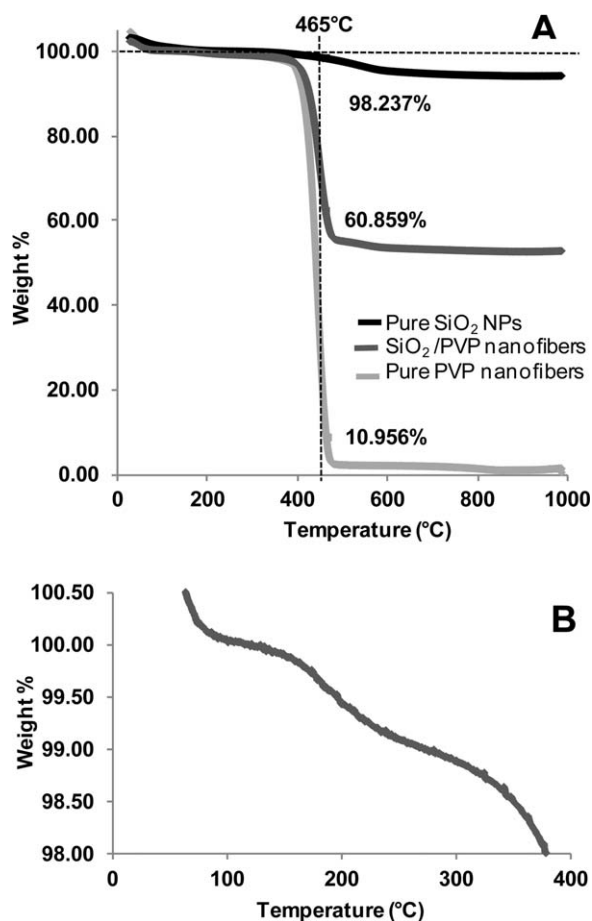 465°C
A
100.00
80.00
60.00
40.00
20.00
0.00
98.237%
60.859%
10.956%
Pure SiO₂ NPs
SiO₂ /PVP nanofibers
Pure PVP nanofibers
Weight %
0 200 400 600 800 1000
Temperature (°C)
B
100.50
100.00
99.50
99.00
98.50
98.00
Weight %
0 100 200 300 400
Temperature (°C)